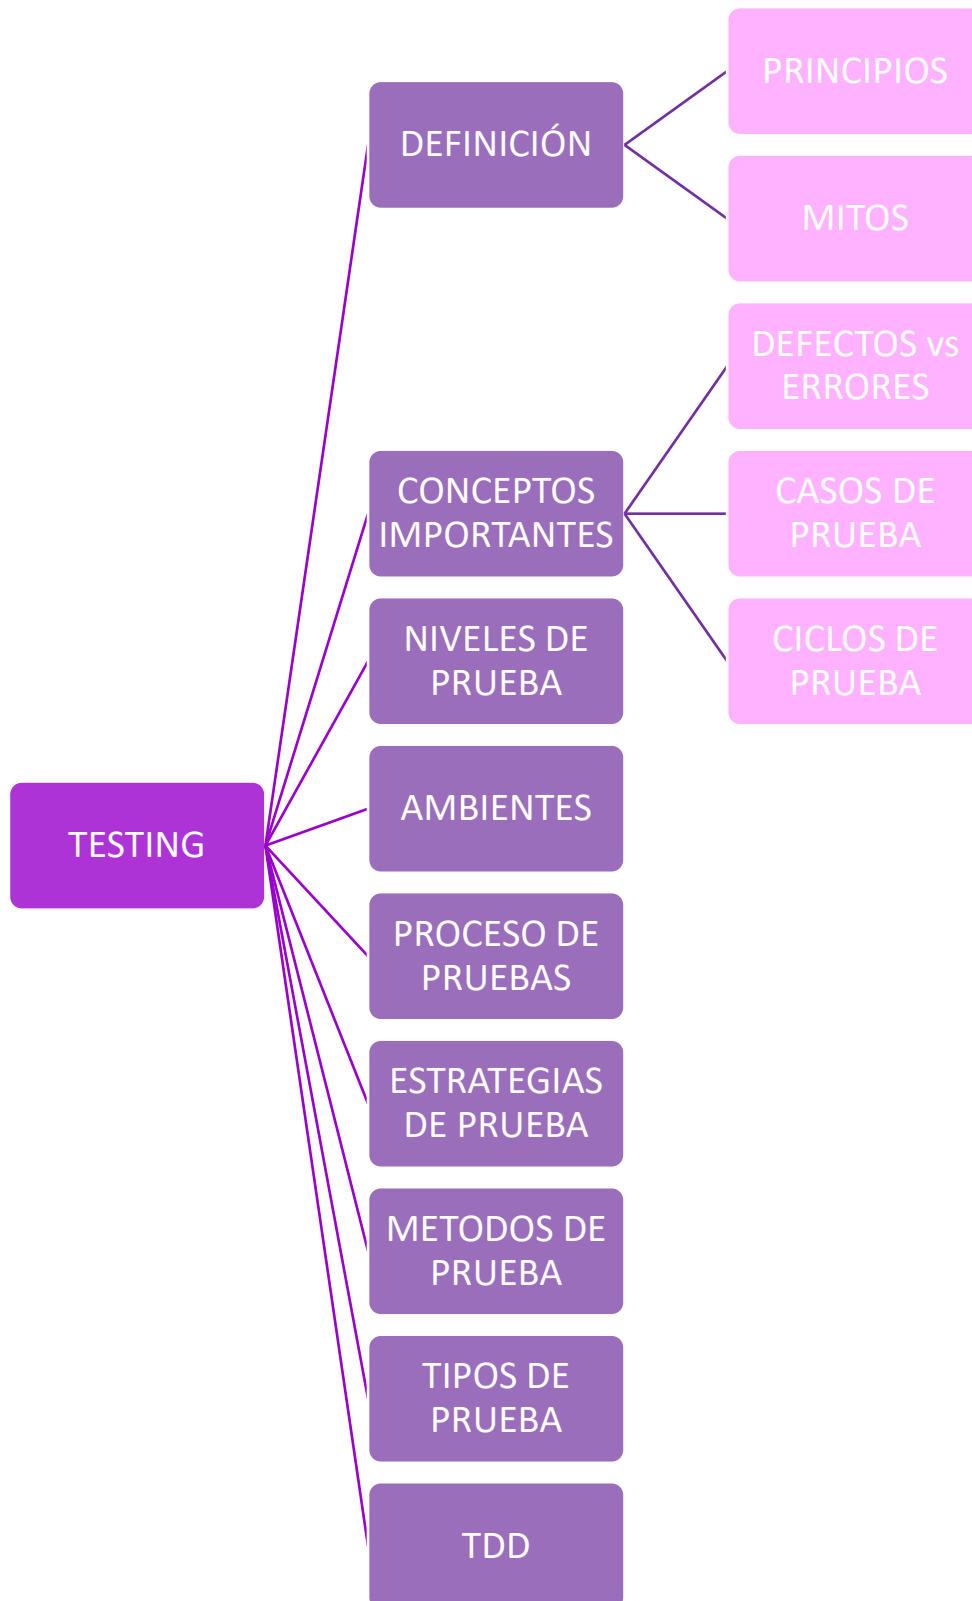 TESTING
DEFINICIÓN
PRINCIPIOS
MITOS
CONCEPTOS
IMPORTANTES
DEFECTOS vs
ERRORES
CASOS DE
PRUEBA
CICLOS DE
PRUEBA
NIVELES DE
PRUEBA
AMBIENTES
PROCESO DE
PRUEBAS
ESTRATEGIAS
DE PRUEBA
METODOS DE
PRUEBA
TIPOS DE
PRUEBA
TDD